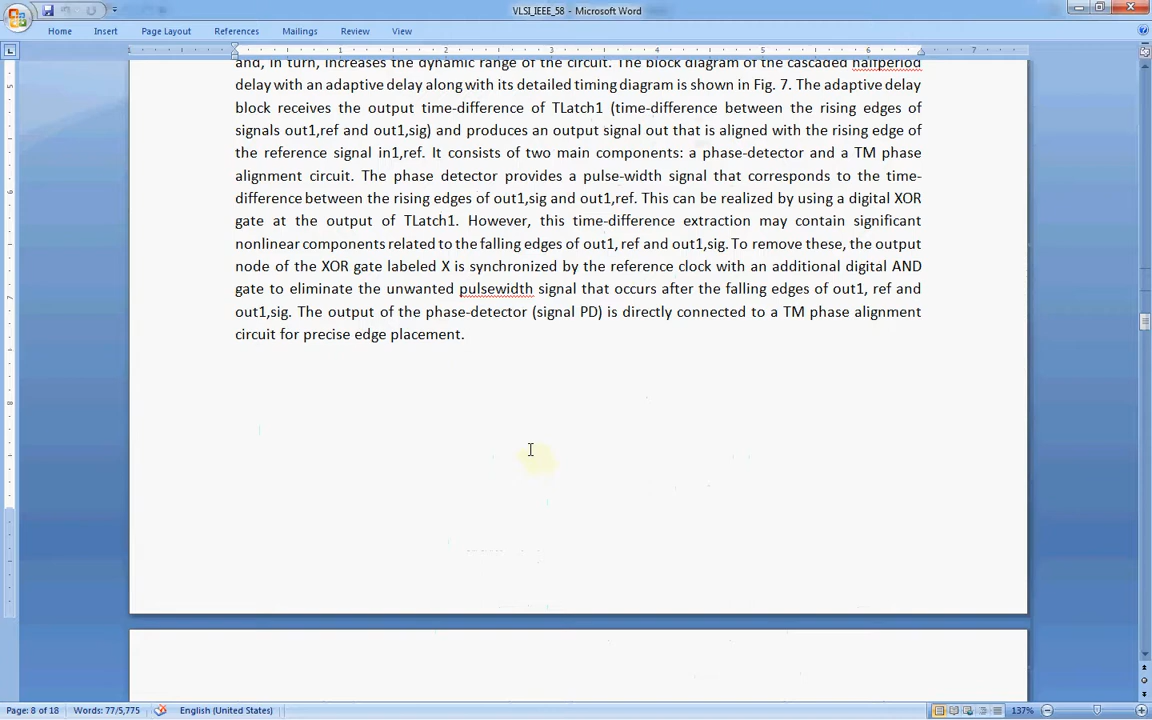 VLSI_IEEE_58 - Microsoft Word
Home Insert Page Layout References Mailings Review View
1 1 2 3 4 5 6 7
and, in turn, increases the dynamic range of the circuit. The block diagram of the cascaded halfperiod
delay with an adaptive delay along with its detailed timing diagram is shown in Fig. 7. The adaptive delay
block receives the output time-difference of TLatch1 (time-difference between the rising edges of
signals out1,ref and out1,sig) and produces an output signal out that is aligned with the rising edge of
the reference signal in1,ref. It consists of two main components: a phase-detector and a TM phase
alignment circuit. The phase detector provides a pulse-width signal that corresponds to the time-
difference between the rising edges of out1,sig and out1,ref. This can be realized by using a digital XOR
gate at the output of TLatch1. However, this time-difference extraction may contain significant
nonlinear components related to the falling edges of out1, ref and out1,sig. To remove these, the output
node of the XOR gate labeled X is synchronized by the reference clock with an additional digital AND
gate to eliminate the unwanted pulsewidth signal that occurs after the falling edges of out1, ref and
out1,sig. The output of the phase-detector (signal PD) is directly connected to a TM phase alignment
circuit for precise edge placement.
5
6
7
8
Page: 8 of 18 Words: 77/5,775 English (United States) 137%